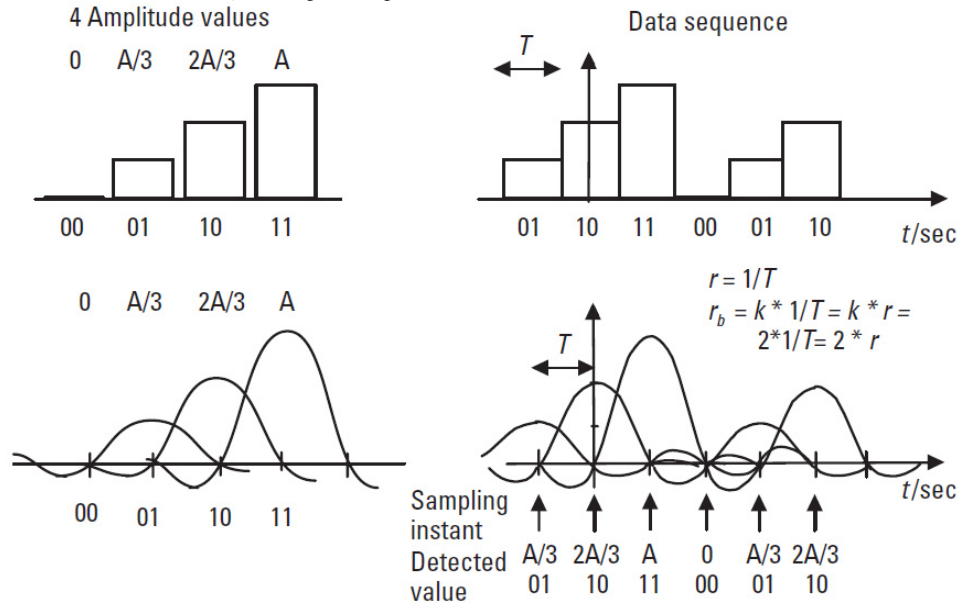 4 Amplitude values
0 A/3 2A/3 A
00 01 10 11
Data sequence
T
01 10 11 00 01 10
t/sec
0 A/3 2A/3 A
00 01 10 11
r = 1/T
r_b = k * 1/T = k * r =
2*1/T= 2 * r
T
t/sec
Sampling
instant
Detected A/3 2A/3 A 0 A/3 2A/3
value 01 10 11 00 01 10